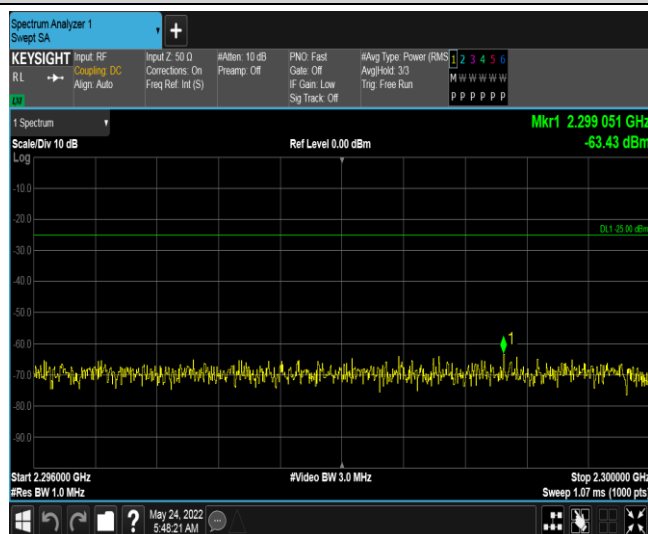 Spectrum Analyzer 1
Swept SA
+
KEYSIGHT
RL
LXI
Input: RF
Coupling: DC
Align: Auto
Input Z: 50 Ω
Corrections: On
Freq Ref: Int (S)
#Atten: 10 dB
Preamp: Off
PNO: Fast
Gate: Off
IF Gain: Low
Sig Track: Off
#Avg Type: Power (RMS
Avg|Hold: 3/3
Trig: Free Run
1 2 3 4 5 6
M W W W W W
P P P P P P
1 Spectrum
Mkr1 2.299 051 GHz
Scale/Div 10 dB
Ref Level 0.00 dBm
-63.43 dBm
Log
-10.0
-20.0
DL1 -25.00 dBm
-30.0
-40.0
-50.0
-60.0
1
-70.0
-80.0
-90.0
Start 2.296000 GHz
#Video BW 3.0 MHz
Stop 2.300000 GHz
#Res BW 1.0 MHz
Sweep 1.07 ms (1000 pts)
?
May 24, 2022
5:48:21 AM